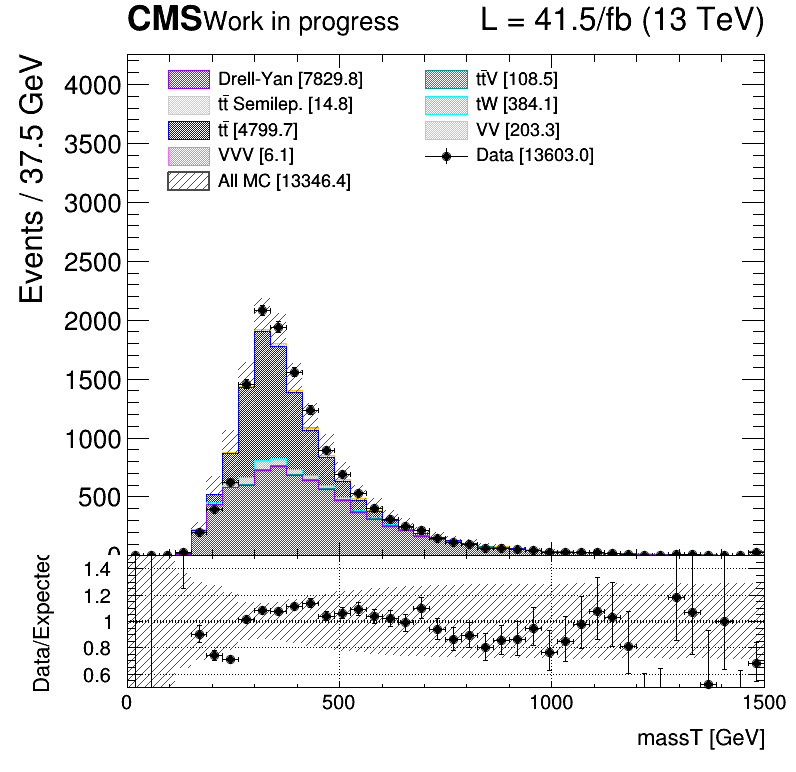 CMS Work in progress L = 41.5/fb (13 TeV)
Events / 37.5 GeV
4000
3500
3000
2500
2000
1500
1000
500
0
Drell-Yan [7829.8]
tt̄ Semilep. [14.8]
tt̄ [4799.7]
VVV [6.1]
All MC [13346.4]
tt̄V [108.5]
tW [384.1]
VV [203.3]
Data [13603.0]
Data/Expected
1.4
1.2
1
0.8
0.6
0 500 1000 1500
massT [GeV]